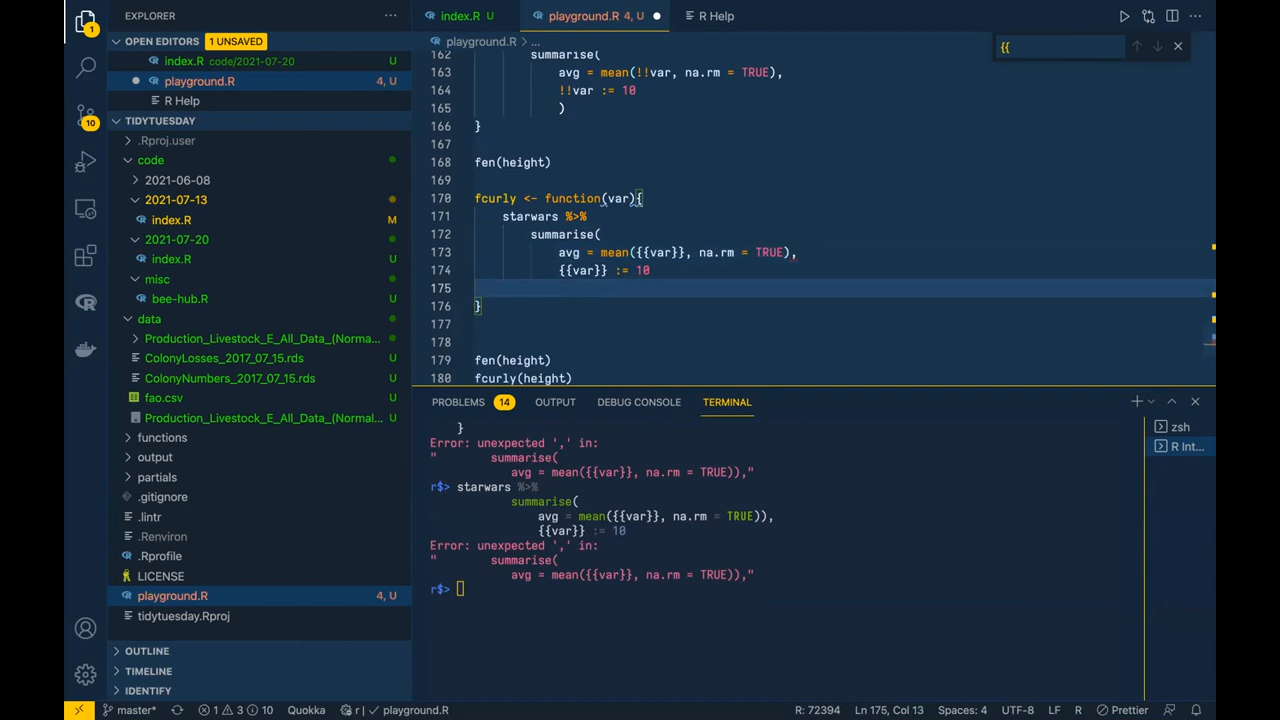 1
EXPLORER
OPEN EDITORS 1 UNSAVED
index.R code/2021-07-20 U
playground.R 4, U
R Help
TIDYTUESDAY
10
.Rproj.user
code
2021-06-08
2021-07-13
index.R M
2021-07-20
index.R U
misc
bee-hub.R U
data
Production_Livestock_E_All_Data_(Norma...
ColonyLosses_2017_07_15.rds U
ColonyNumbers_2017_07_15.rds U
fao.csv U
Production_Livestock_E_All_Data_(Normal... U
functions
output
partials
.gitignore U
.lintr U
.Renviron
.Rprofile U
LICENSE U
playground.R 4, U
tidytuesday.Rproj U
OUTLINE
TIMELINE
IDENTIFY
index.R U
playground.R 4, U
R Help
playground.R > ...
{{
162 summarise(
163 avg = mean(!!var, na.rm = TRUE),
164 !!var := 10
165 )
166 }
167
168 fen(height)
169
170 fcurly <- function(var){
171 starwars %>%
172 summarise(
173 avg = mean({{var}}, na.rm = TRUE),
174 {{var}} := 10
175
176 }
177
178
179 fen(height)
180 fcurly(height)
PROBLEMS 14 OUTPUT DEBUG CONSOLE TERMINAL
}
Error: unexpected ',' in:
" summarise(
avg = mean({{var}}, na.rm = TRUE)),"
r$> starwars %>%
summarise(
avg = mean({{var}}, na.rm = TRUE)),
{{var}} := 10
Error: unexpected ',' in:
" summarise(
avg = mean({{var}}, na.rm = TRUE)),"
r$>
zsh
R Int...
master* 1 3 10 Quokka r playground.R R: 72394 Ln 175, Col 13 Spaces: 4 UTF-8 LF R Prettier